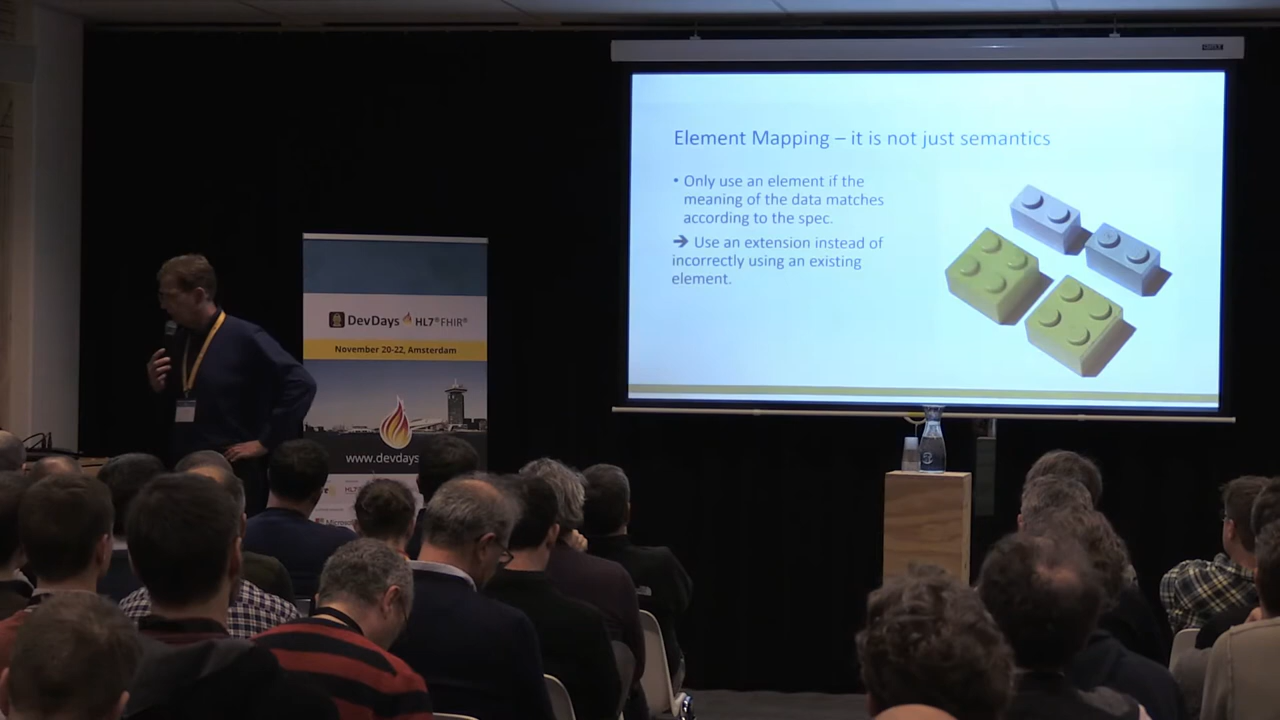 Element Mapping – it is not just semantics
• Only use an element if the
meaning of the data matches
according to the spec.
➔ Use an extension instead of
incorrectly using an existing
element.
DevDays HL7® FHIR®
November 20-22, Amsterdam
www.devdays
HL7
Microsoft